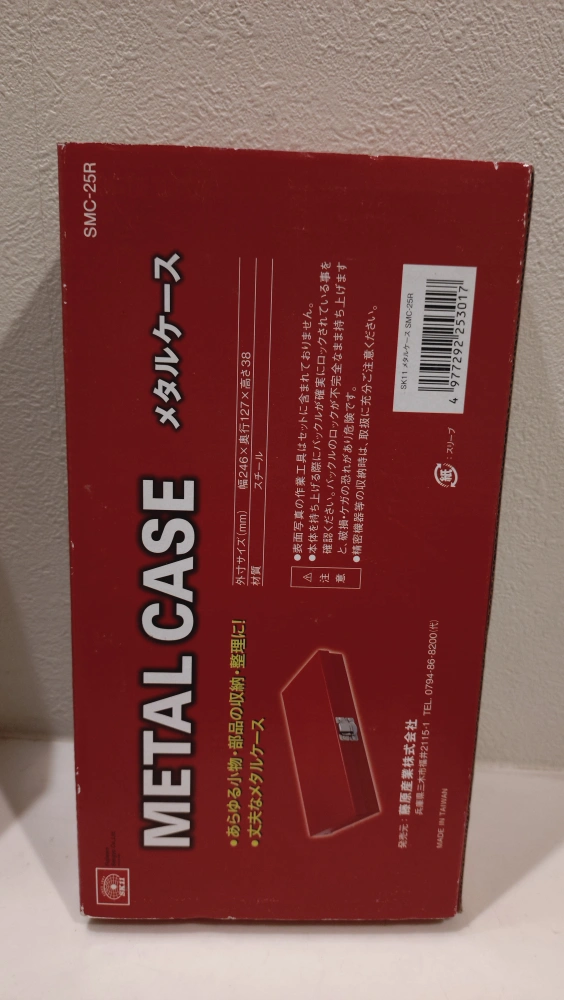 SK11
METAL CASE メタルケース
SMC-25R
●あらゆる小物・部品の収納・整理に!
●丈夫なメタルケース
外寸サイズ(mm) 幅246×奥行127×高さ38
材質 スチール
⚠
注意
●表面写真の作業工具はセットに含まれておりません。
●本体を持ち上げる際にバックルが確実にロックされている事を
確認ください。バックルのロックが不完全なまま持ち上げます
と、破損・ケガの恐れがあり危険です。
●精密機器等の収納時は、取扱に充分ご注意ください。
発売元:藤原産業株式会社
兵庫県三木市福井2115-1 TEL 0794-86-8200(代)
MADE IN TAIWAN
紙:スリーブ
SK11 メタルケース SMC-25R
4 977292 253017